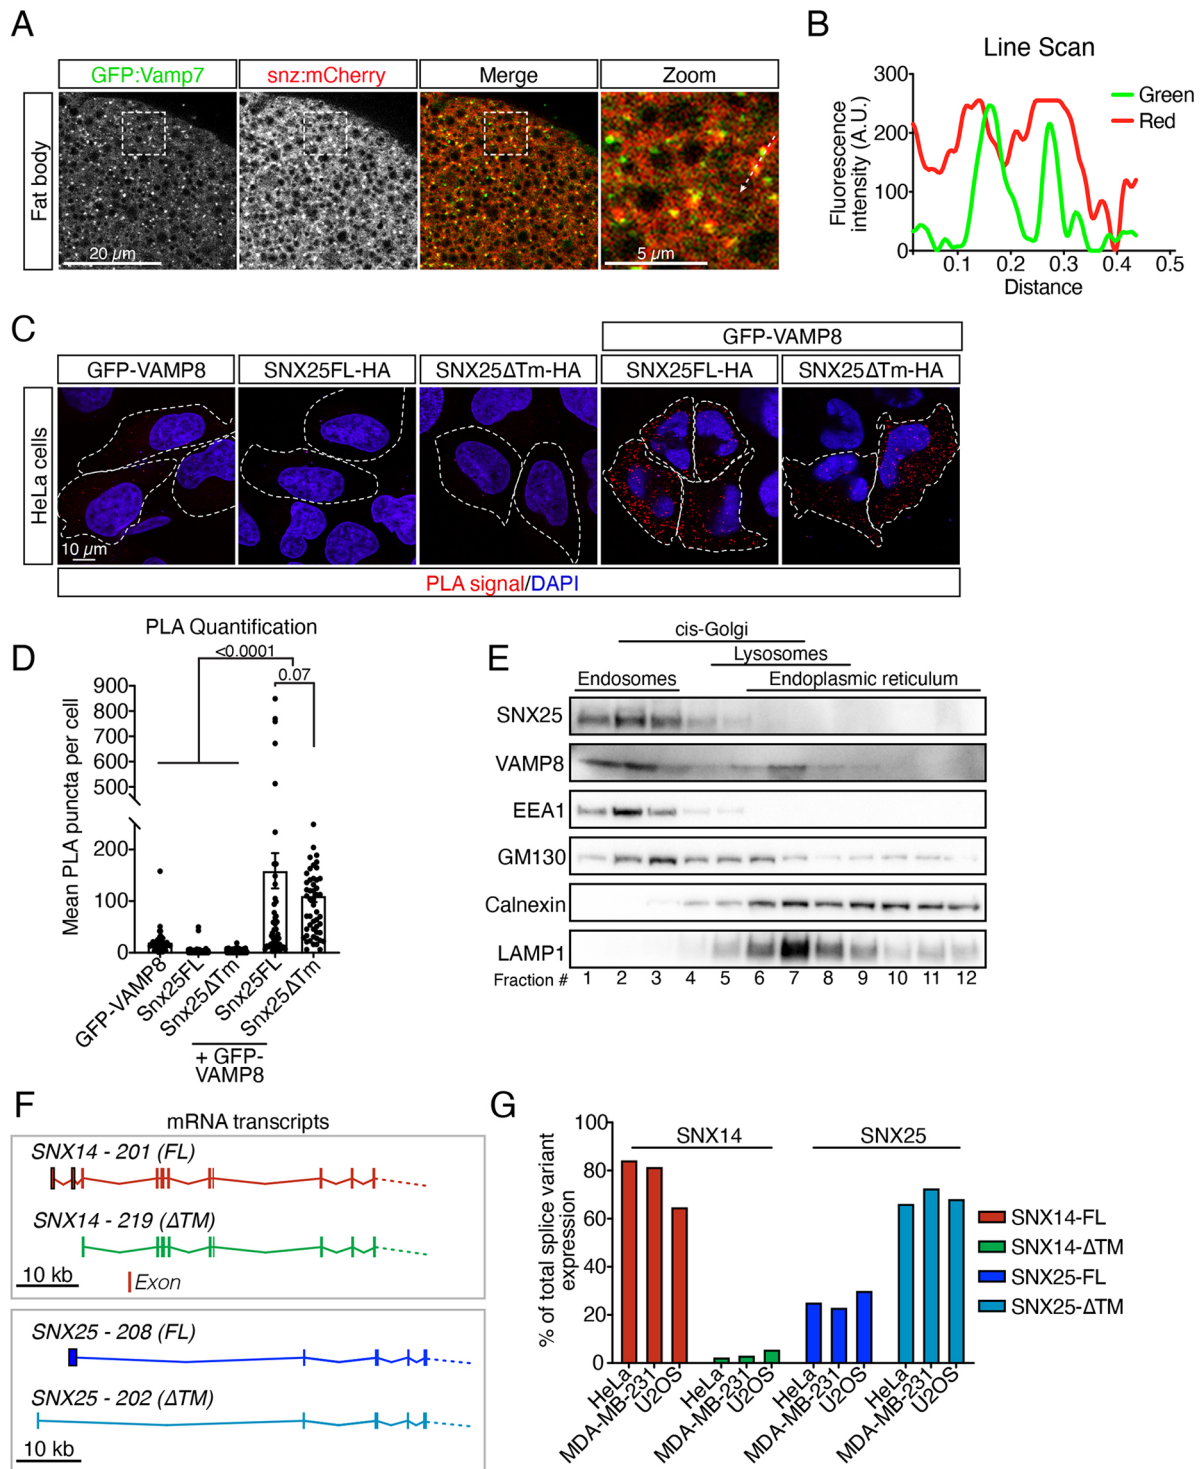 A
GFP:Vamp7
snz:mCherry
Merge
Zoom
Fat body
20 µm
5 µm
B
Line Scan
Fluorescence
intensity (A.U.)
300
200
100
0
0.1
0.2
0.3
0.4
0.5
Distance
Green
Red
C
GFP-VAMP8
GFP-VAMP8
SNX25FL-HA
SNX25ΔTm-HA
SNX25FL-HA
SNX25ΔTm-HA
HeLa cells
10 µm
PLA signal/DAPI
D
PLA Quantification
<0.0001
0.07
Mean PLA puncta per cell
900
800
700
600
500
200
100
0
GFP-VAMP8
Snx25FL
Snx25ΔTm
Snx25FL
Snx25ΔTm
+ GFP-
VAMP8
E
cis-Golgi
Lysosomes
Endosomes
Endoplasmic reticulum
SNX25
VAMP8
EEA1
GM130
Calnexin
LAMP1
Fraction # 1 2 3 4 5 6 7 8 9 10 11 12
F
mRNA transcripts
SNX14 - 201 (FL)
SNX14 - 219 (ΔTM)
10 kb
Exon
SNX25 - 208 (FL)
SNX25 - 202 (ΔTM)
10 kb
G
% of total splice variant
expression
100
80
60
40
20
0
SNX14
SNX25
HeLa
MDA-MB-231
U2OS
HeLa
MDA-MB-231
U2OS
HeLa
MDA-MB-231
U2OS
HeLa
MDA-MB-231
U2OS
SNX14-FL
SNX14-ΔTM
SNX25-FL
SNX25-ΔTM